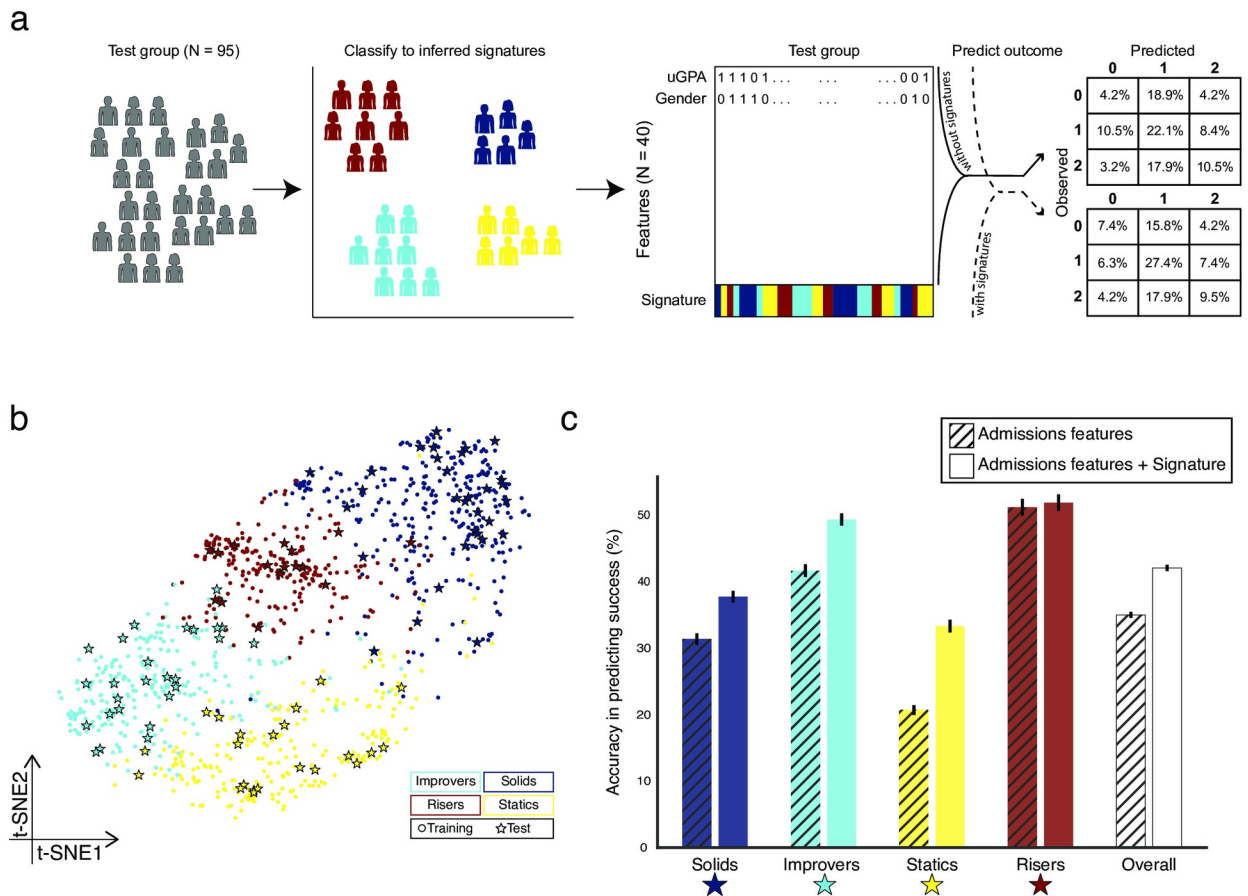 a
Test group (N = 95)
Classify to inferred signatures
Test group
Predict outcome
Predicted
uGPA
1 1 1 0 1 ... ... ... 0 0 1
Gender
0 1 1 1 0 ... ... ... 0 1 0
Features (N = 40)
Signature
without signatures
with signatures
Observed
0 1 2
0 4.2% 18.9% 4.2%
1 10.5% 22.1% 8.4%
2 3.2% 17.9% 10.5%
0 1 2
0 7.4% 15.8% 4.2%
1 6.3% 27.4% 7.4%
2 4.2% 17.9% 9.5%
b
t-SNE2
t-SNE1
Improvers Solids
Risers Statics
Training Test
c
Admissions features
Admissions features + Signature
Accuracy in predicting success (%)
50
40
30
20
10
0
Solids Improvers Statics Risers Overall